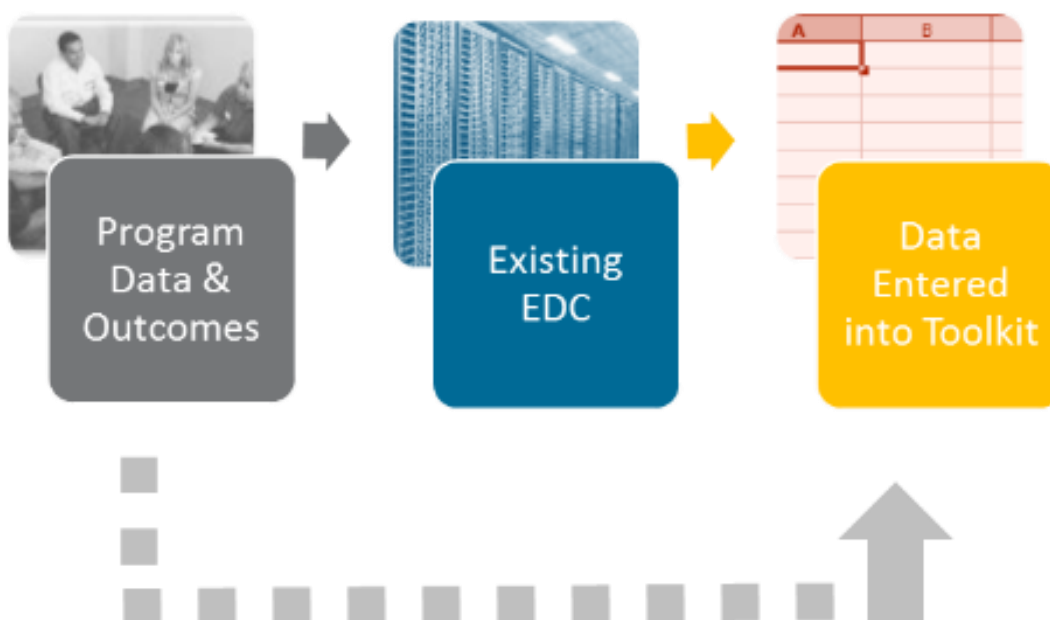 A B
Program
Data &
Outcomes
Existing
EDC
Data
Entered
into Toolkit